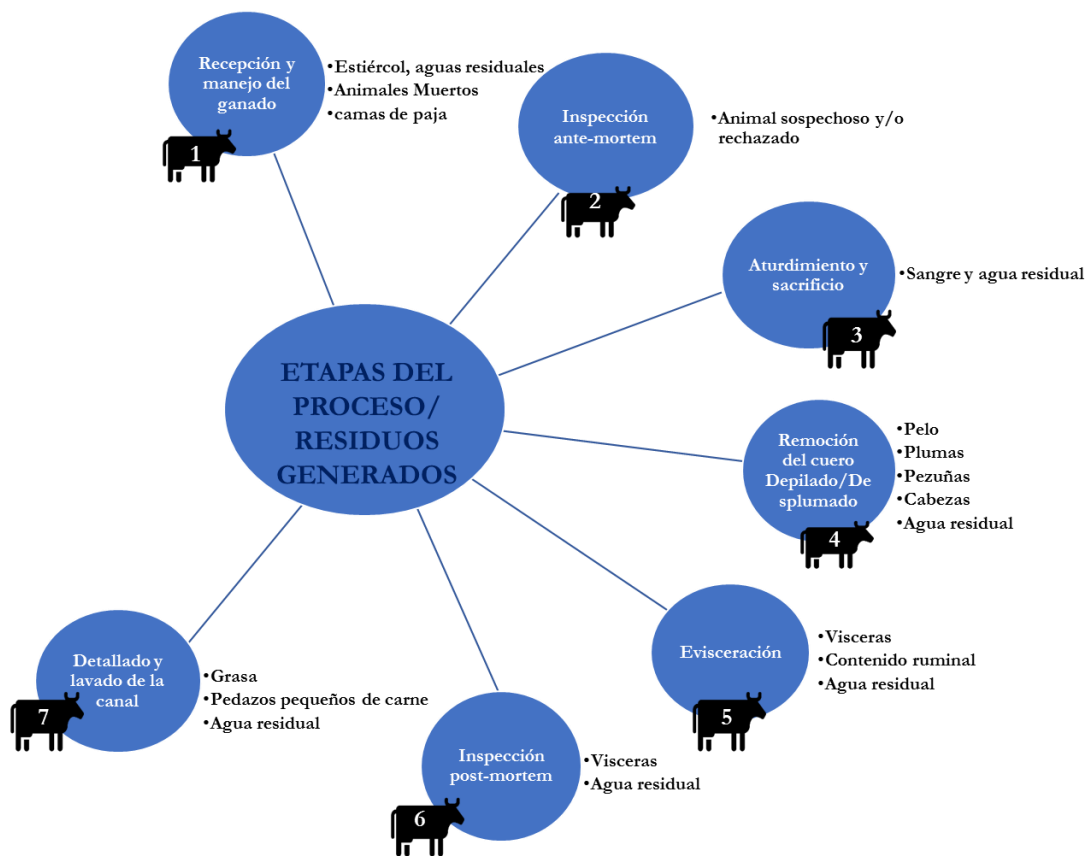 ETAPAS DEL
PROCESO/
RESIDUOS
GENERADOS
Recepción y
manejo del
ganado
1
•Estiércol, aguas residuales
•Animales Muertos
•camas de paja
Inspección
ante-mortem
2
•Animal sospechoso y/o
rechazado
Aturdimiento y
sacrificio
3
•Sangre y agua residual
Remoción
del cuero
Depilado/De
splumado
4
•Pelo
•Plumas
•Pezuñas
•Cabezas
•Agua residual
Evisceración
5
•Visceras
•Contenido ruminal
•Agua residual
Inspección
post-mortem
6
•Visceras
•Agua residual
Detallado y
lavado de la
canal
7
•Grasa
•Pedazos pequeños de carne
•Agua residual